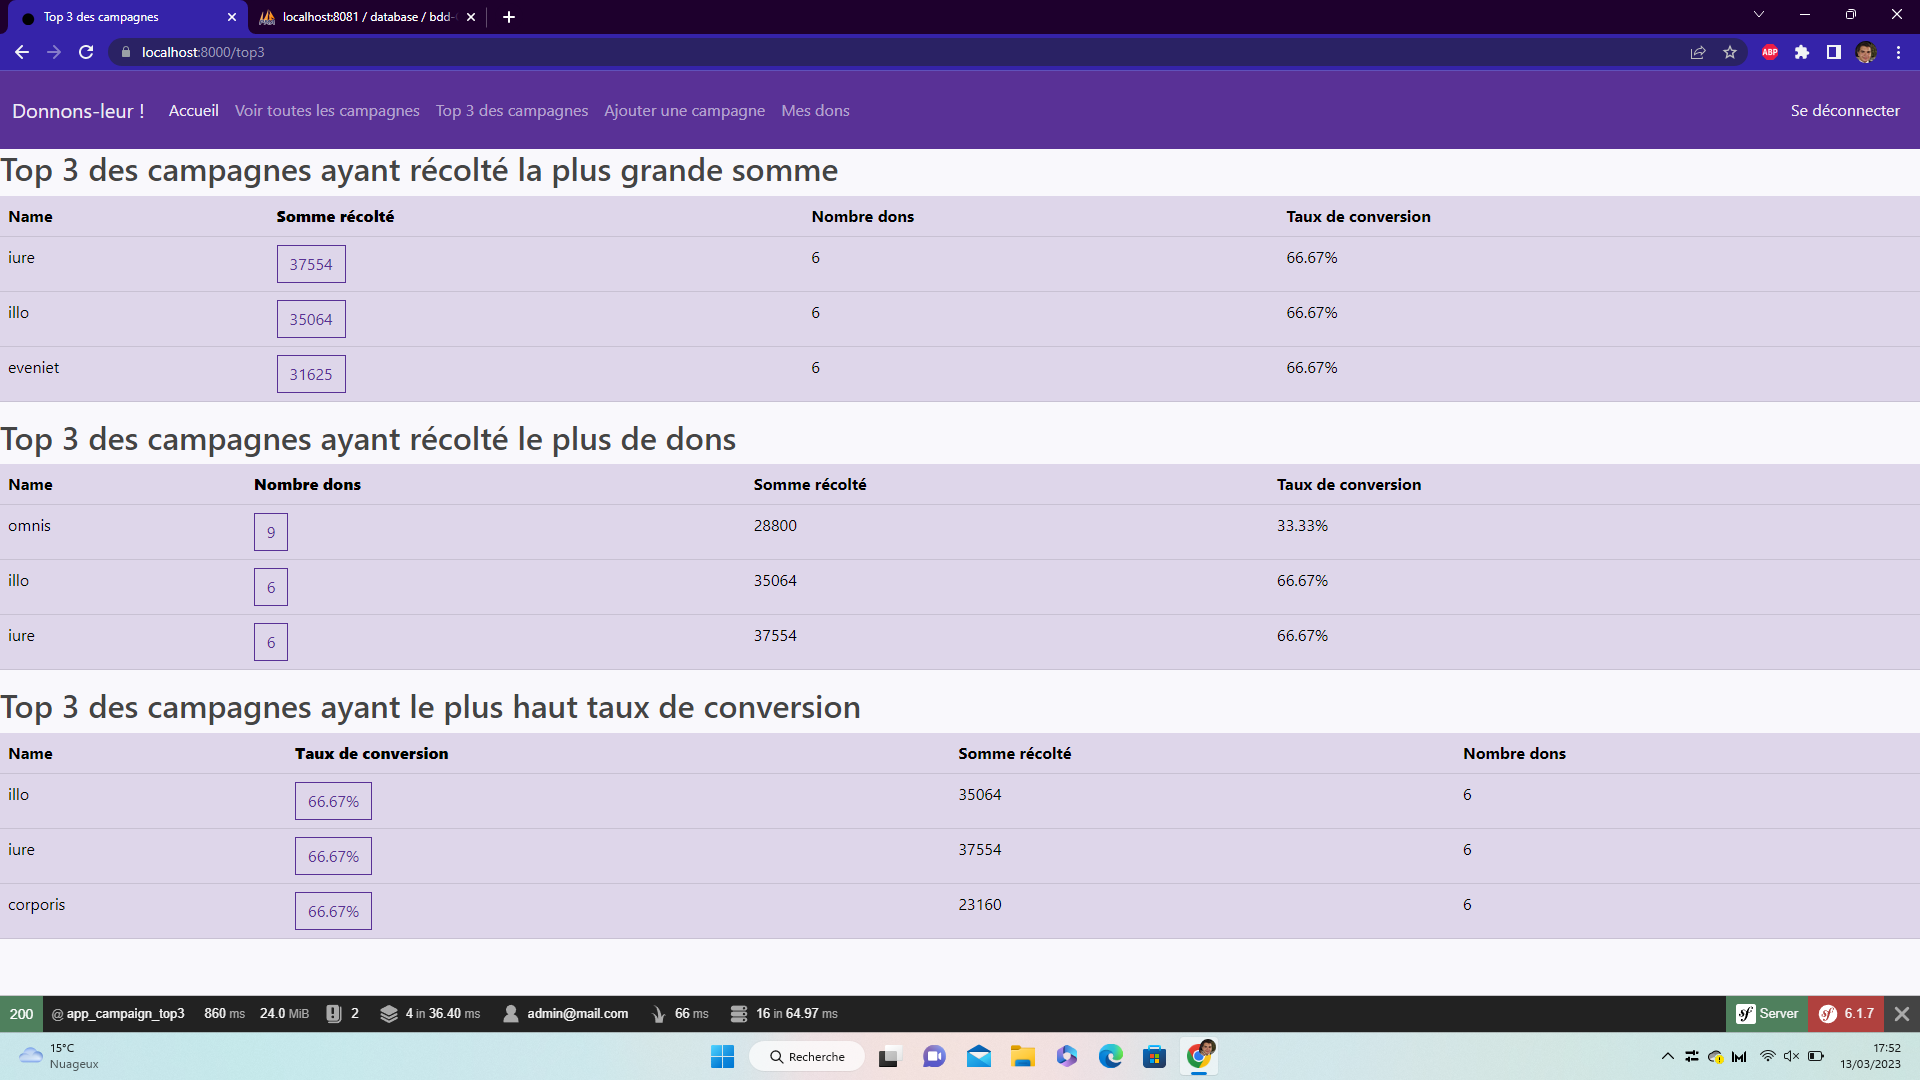 Top 3 des campagnes
localhost:8081 / database / bdd-
localhost:8000/top3
ABP
Donnons-leur !
Accueil
Voir toutes les campagnes
Top 3 des campagnes
Ajouter une campagne
Mes dons
Se déconnecter
Top 3 des campagnes ayant récolté la plus grande somme
Name Somme récolté Nombre dons Taux de conversion
iure 37554 6 66.67%
illo 35064 6 66.67%
eveniet 31625 6 66.67%
Top 3 des campagnes ayant récolté le plus de dons
Name Nombre dons Somme récolté Taux de conversion
omnis 9 28800 33.33%
illo 6 35064 66.67%
iure 6 37554 66.67%
Top 3 des campagnes ayant le plus haut taux de conversion
Name Taux de conversion Somme récolté Nombre dons
illo 66.67% 35064 6
iure 66.67% 37554 6
corporis 66.67% 23160 6
200 @ app_campaign_top3 860 ms 24.0 MiB 2 4 in 36.40 ms admin@mail.com 66 ms 16 in 64.97 ms Server 6.1.7
15°C
Nuageux
Recherche
17:52
13/03/2023